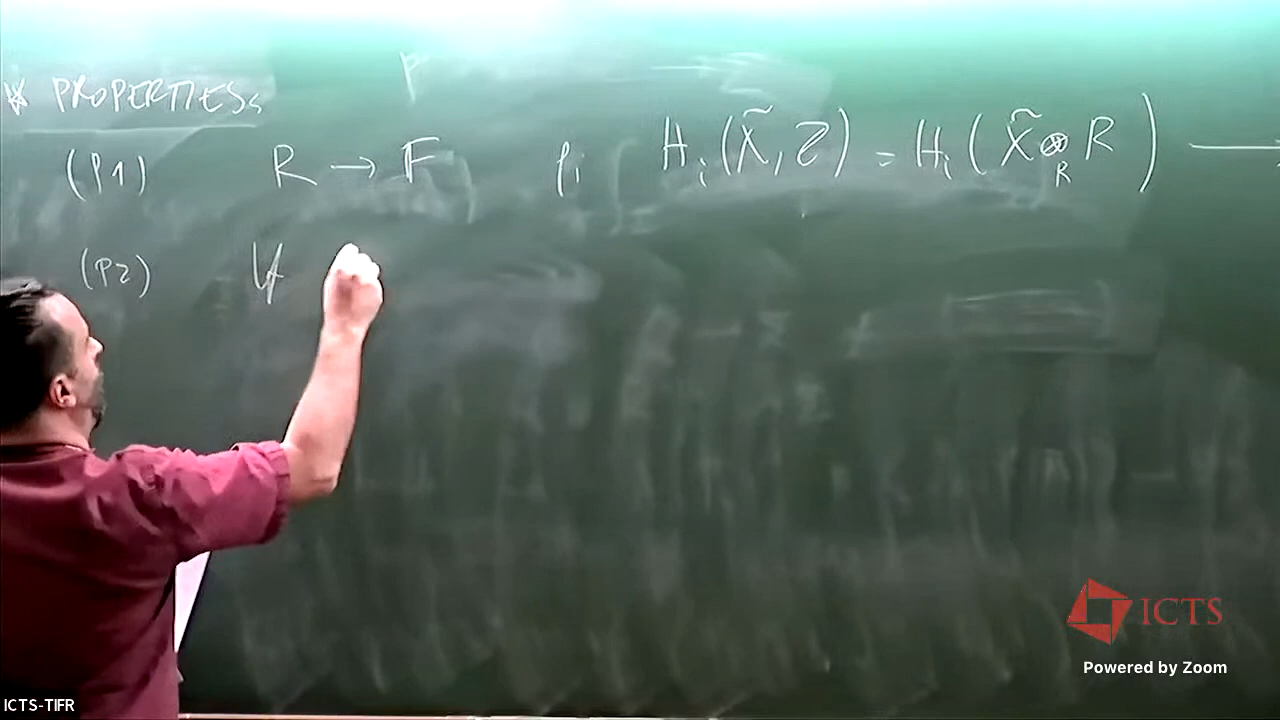 * PROPERTIES:
(P1) R → F ρi Hi(X̃, Z) = Hi(X̃ ⊗R R) —
(P2) ∀
ICTS
Powered by Zoom
ICTS-TIFR